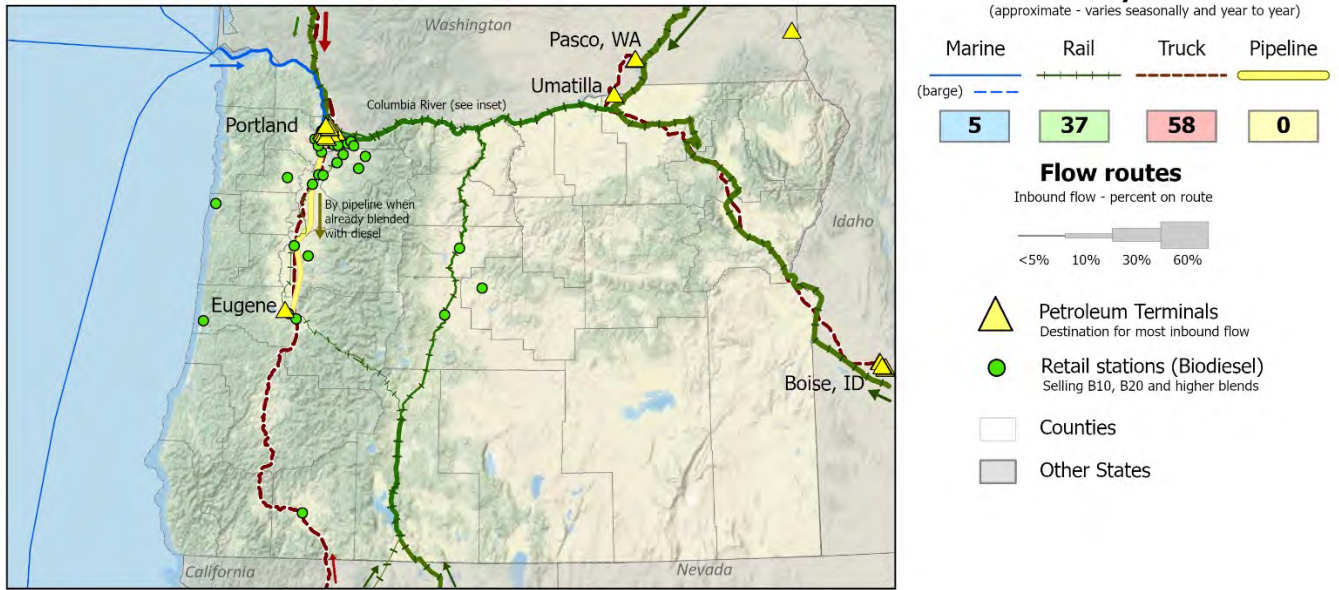 Washington
Pasco, WA
Umatilla
Columbia River (see inset)
Portland
Idaho
By pipeline when
already blended
with diesel
Eugene
Boise, ID
California
Nevada
(approximate - varies seasonally and year to year)
Marine
Rail
Truck
Pipeline
(barge)
5
37
58
0
Flow routes
Inbound flow - percent on route
<5%
10%
30%
60%
Petroleum Terminals
Destination for most inbound flow
Retail stations (Biodiesel)
Selling B10, B20 and higher blends
Counties
Other States